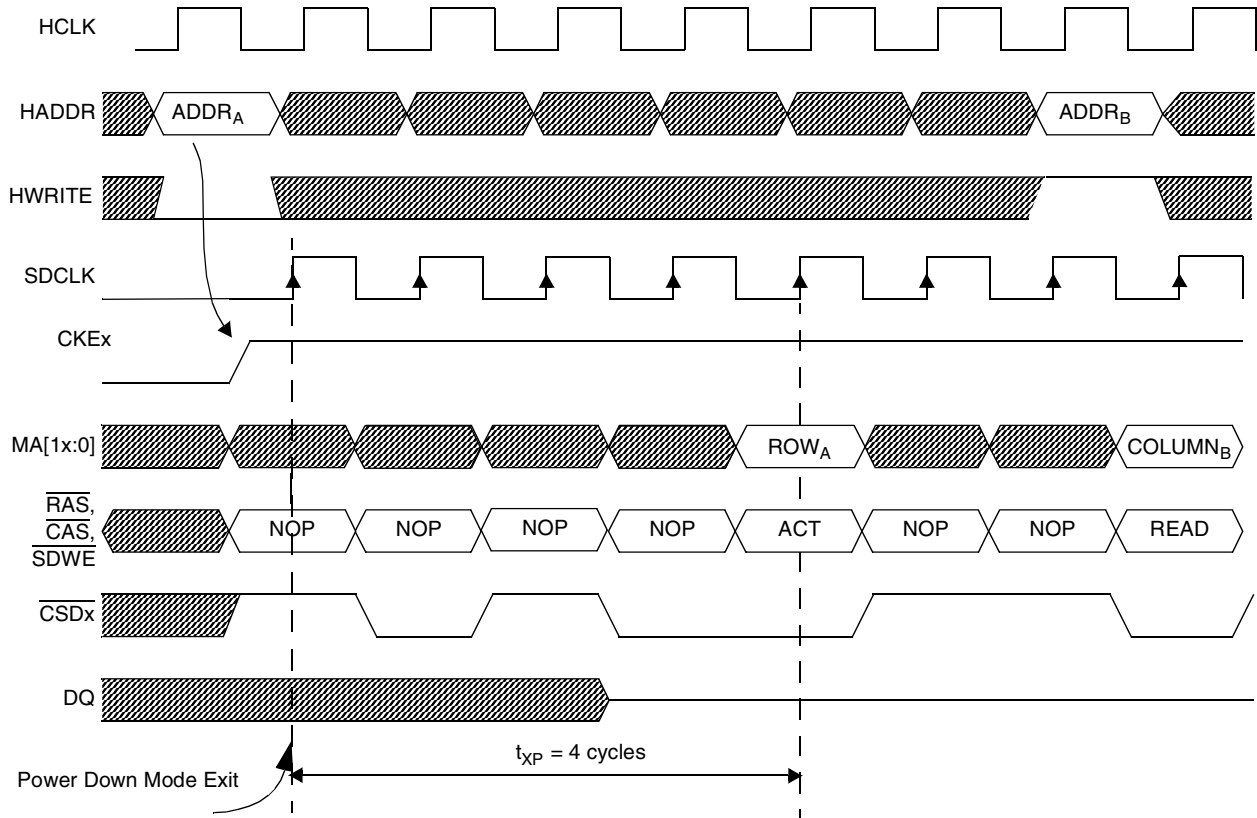 HCLK
HADDR ADDRA ADDRB
HWRITE
SDCLK
CKEx
MA[1x:0] ROWA COLUMNB
RAS,
CAS,
SDWE
NOP NOP NOP NOP ACT NOP NOP READ
CSDx
DQ
tXP = 4 cycles
Power Down Mode Exit